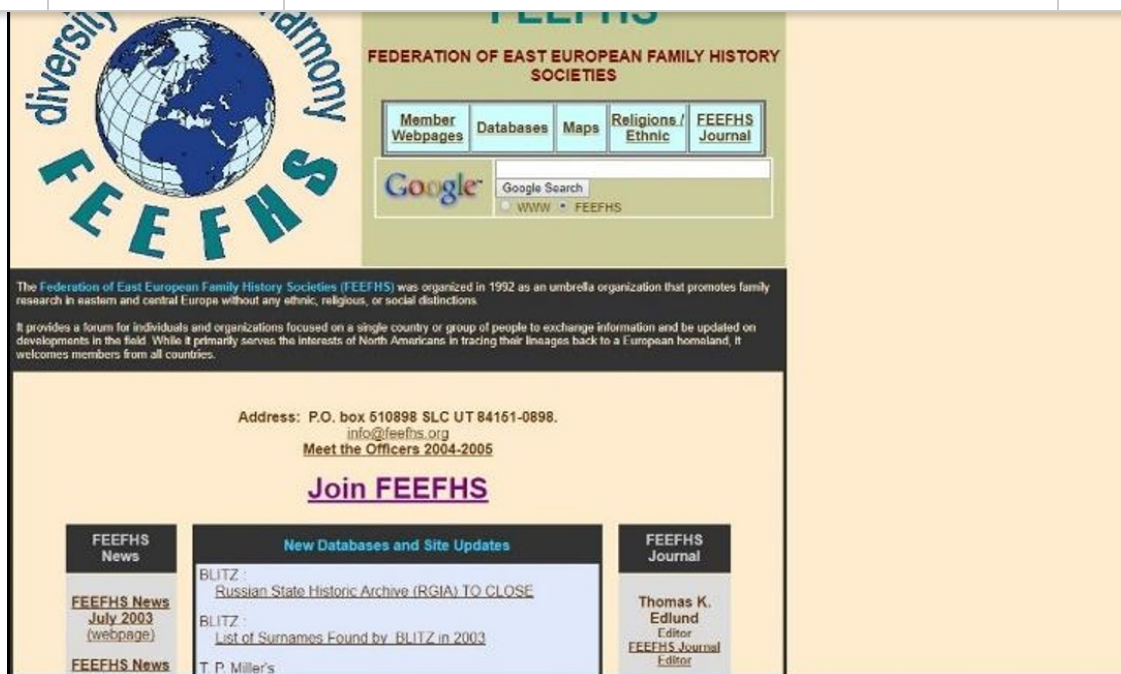 FEEFHS
diversity
harmony
FEEFHS
FEDERATION OF EAST EUROPEAN FAMILY HISTORY
SOCIETIES
Member
Webpages
Databases
Maps
Religions /
Ethnic
FEEFHS
Journal
Google™
Google Search
WWW FEEFHS
The Federation of East European Family History Societies (FEEFHS) was organized in 1992 as an umbrella organization that promotes family
research in eastern and central Europe without any ethnic, religious, or social distinctions.
It provides a forum for individuals and organizations focused on a single country or group of people to exchange information and be updated on
developments in the field. While it primarily serves the interests of North Americans in tracing their lineages back to a European homeland, it
welcomes members from all countries.
Address: P.O. box 510898 SLC UT 84151-0898.
info@feefhs.org
Meet the Officers 2004-2005
Join FEEFHS
FEEFHS
News
FEEFHS News
July 2003
(webpage)
FEEFHS News
New Databases and Site Updates
BLITZ :
Russian State Historic Archive (RGIA) TO CLOSE
BLITZ :
List of Surnames Found by BLITZ in 2003
T. P. Miller's
FEEFHS
Journal
Thomas K.
Edlund
Editor
FEEFHS Journal
Editor